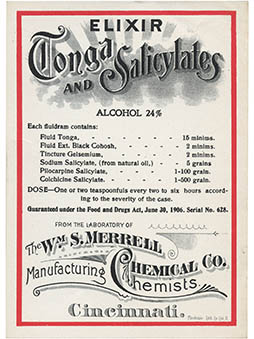 ELIXIR
Tonga
AND Salicylates
ALCOHOL 24%
Each fluidram contains:
Fluid Tonga, - - - - - 15 minims.
Fluid Ext. Black Cohosh, - - - - 2 minims.
Tincture Gelsemium, - - - - 2 minims.
Sodium Salicylate, (from natural oil,) - - 5 grains
Pilocarpine Salicylate, - - - 1-100 grain.
Colchicine Salicylate, - - - 1-500 grain.
DOSE—One or two teaspoonfuls every two to six hours accord-
ing to the severity of the case.
Guaranteed under the Food and Drugs Act, June 30, 1906. Serial No. 628.
FROM THE LABORATORY OF
The Wm S. Merrell
Chemical Co.
Manufacturing Chemists
Cincinnati.